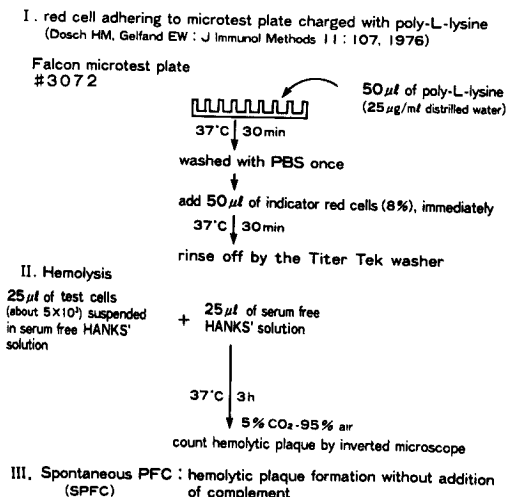 I. red cell adhering to microtest plate charged with poly-L-lysine
(Dosch HM, Gelfand EW : J Immunol Methods 11 : 107, 1976)
Falcon microtest plate
#3072
50μl of poly-L-lysine
(25μg/ml distrilled water)
37℃ 30min
washed with PBS once
add 50μl of indicator red cells (8%), immediately
37℃ 30min
rinse off by the Titer Tek washer
II. Hemolysis
25μl of test cells
(about 5×10³) suspended
in serum free HANKS'
solution
+
25μl of serum free
HANKS' solution
37℃ 3h
5% CO₂-95% air
count hemolytic plaque by inverted microscope
III. Spontaneous PFC : hemolytic plaque formation without addition
(SPFC) of complement